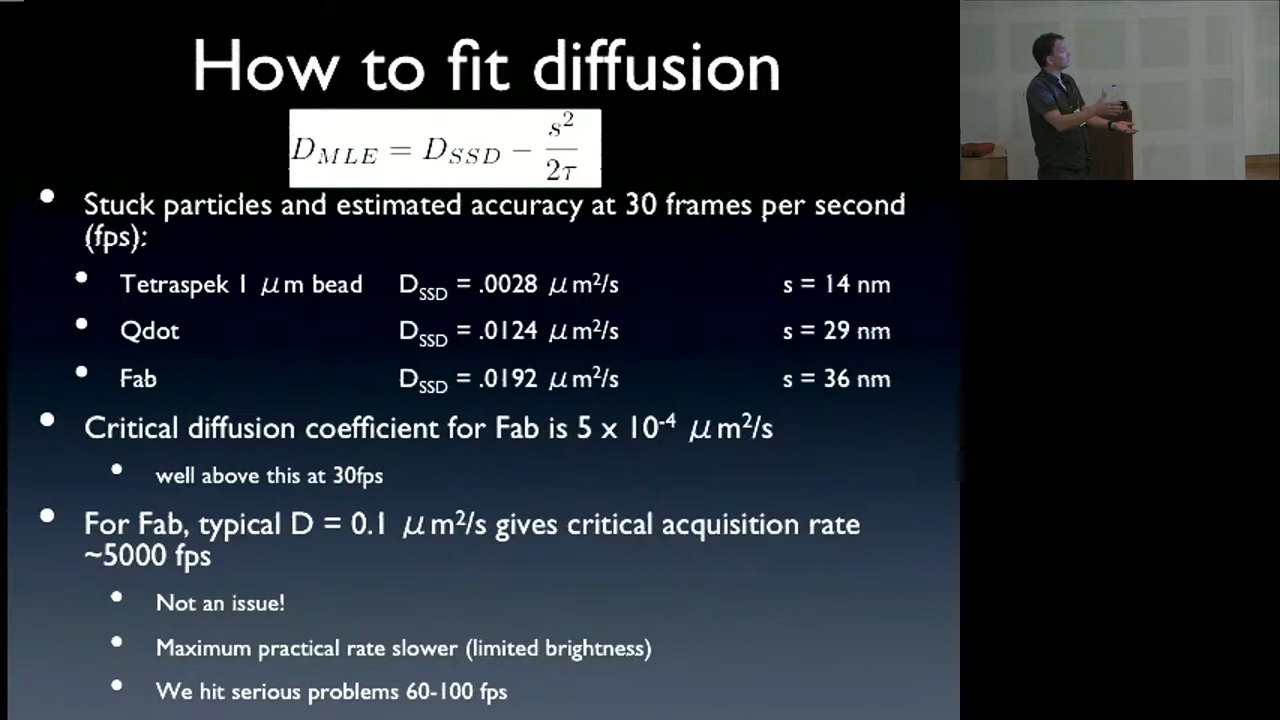 How to fit diffusion
D_MLE = D_SSD − s²/2τ
• Stuck particles and estimated accuracy at 30 frames per second
(fps):
• Tetraspek 1 μm bead D_SSD = .0028 μm²/s s = 14 nm
• Qdot D_SSD = .0124 μm²/s s = 29 nm
• Fab D_SSD = .0192 μm²/s s = 36 nm
• Critical diffusion coefficient for Fab is 5 x 10⁻⁴ μm²/s
• well above this at 30fps
• For Fab, typical D = 0.1 μm²/s gives critical acquisition rate
~5000 fps
• Not an issue!
• Maximum practical rate slower (limited brightness)
• We hit serious problems 60-100 fps